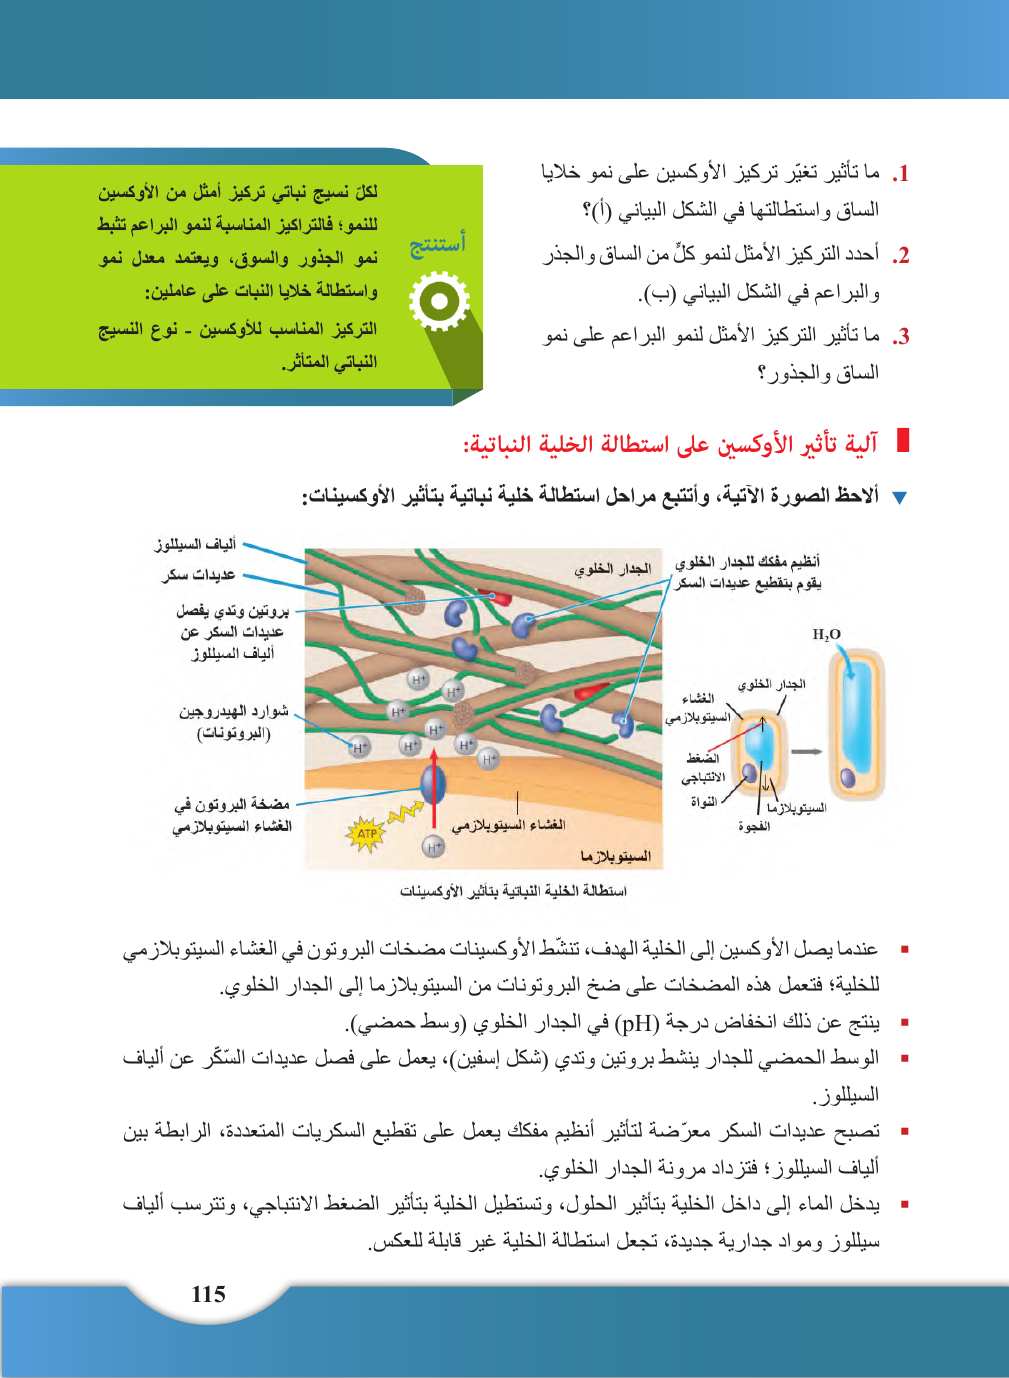 1. ما تأثير تغيّر تركيز الأوكسين على نمو خلايا
الساق واستطالتها في الشكل البياني (أ)؟
2. أحدد التركيز الأمثل لنمو كلٍّ من الساق والجذر
والبراعم في الشكل البياني (ب).
3. ما تأثير التركيز الأمثل لنمو البراعم على نمو
الساق والجذور؟
أستنتج
لكلّ نسيج نباتي تركيز أمثل من الأوكسين
للنمو؛ فالتراكيز المناسبة لنمو البراعم تثبط
نمو الجذور والسوق، ويعتمد معدل نمو
واستطالة خلايا النبات على عاملين:
التركيز المناسب للأوكسين - نوع النسيج
النباتي المتأثر.
آلية تأثير الأوكسين على استطالة الخلية النباتية:
ألاحظ الصورة الآتية، وأتتبع مراحل استطالة خلية نباتية بتأثير الأوكسينات:
أنظيم مفكك للجدار الخلوي
يقوم بتقطيع عديدات السكر
الجدار الخلوي
ألياف السيللوز
عديدات سكر
بروتين وتدي يفصل
عديدات السكر عن
ألياف السيللوز
شوارد الهيدروجين
(البروتونات)
مضخة البروتون في
الغشاء السيتوبلازمي
H+
H+
H+
H+
H+
H+
H+
H+
H+
ATP
الغشاء السيتوبلازمي
السيتوبلازما
H2O
الجدار الخلوي
الغشاء
السيتوبلازمي
الضغط
الانتباجي
النواة
السيتوبلازما
الفجوة
استطالة الخلية النباتية بتأثير الأوكسينات
عندما يصل الأوكسين إلى الخلية الهدف، تنشّط الأوكسينات مضخات البروتون في الغشاء السيتوبلازمي
للخلية؛ فتعمل هذه المضخات على ضخ البروتونات من السيتوبلازما إلى الجدار الخلوي.
ينتج عن ذلك انخفاض درجة (pH) في الجدار الخلوي (وسط حمضي).
الوسط الحمضي للجدار ينشط بروتين وتدي (شكل إسفين)، يعمل على فصل عديدات السّكّر عن ألياف
السيللوز.
تصبح عديدات السكر معرّضة لتأثير أنظيم مفكك يعمل على تقطيع السكريات المتعددة، الرابطة بين
ألياف السيللوز؛ فتزداد مرونة الجدار الخلوي.
يدخل الماء إلى داخل الخلية بتأثير الحلول، وتستطيل الخلية بتأثير الضغط الانتباجي، وتترسب ألياف
سيللوز ومواد جدارية جديدة، تجعل استطالة الخلية غير قابلة للعكس.
115